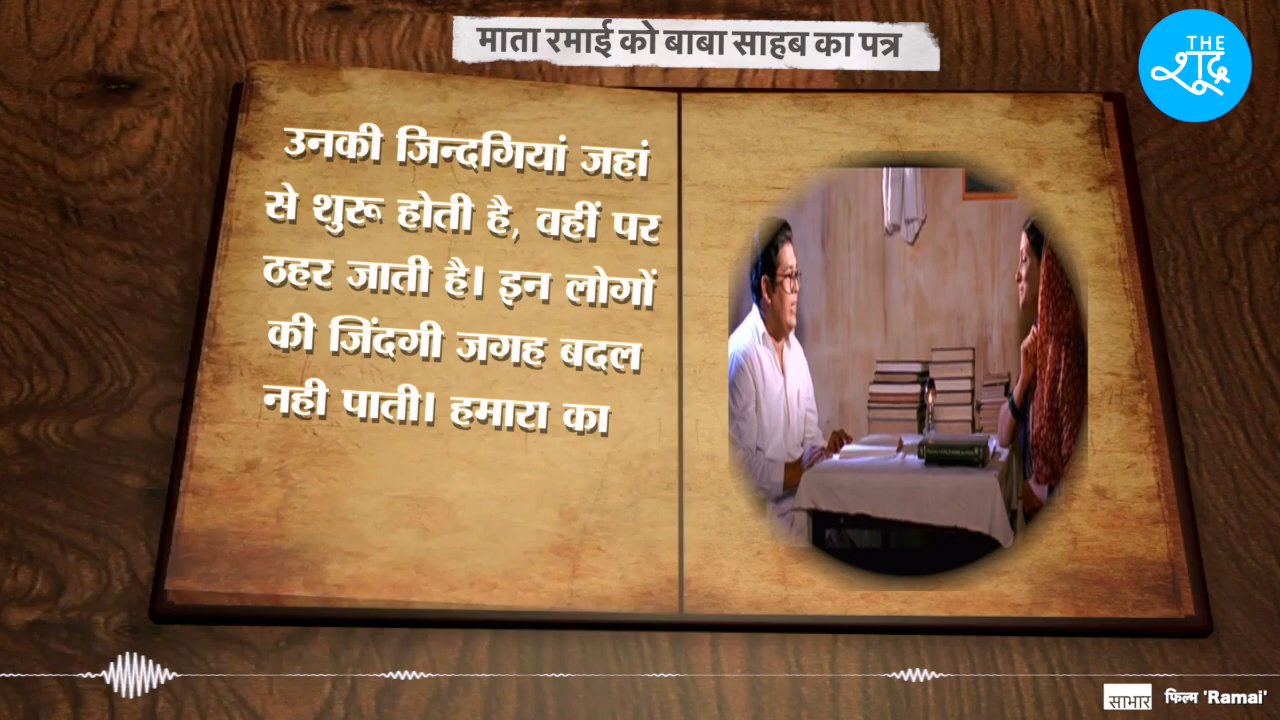 माता रमाई को बाबा साहब का पत्र
THE
शूद्र
उनकी जिन्दगियां जहां
से शुरू होती है, वहीं पर
ठहर जाती है। इन लोगों
की जिंदगी जगह बदल
नही पाती। हमारा का
साभार फिल्म 'Ramai'